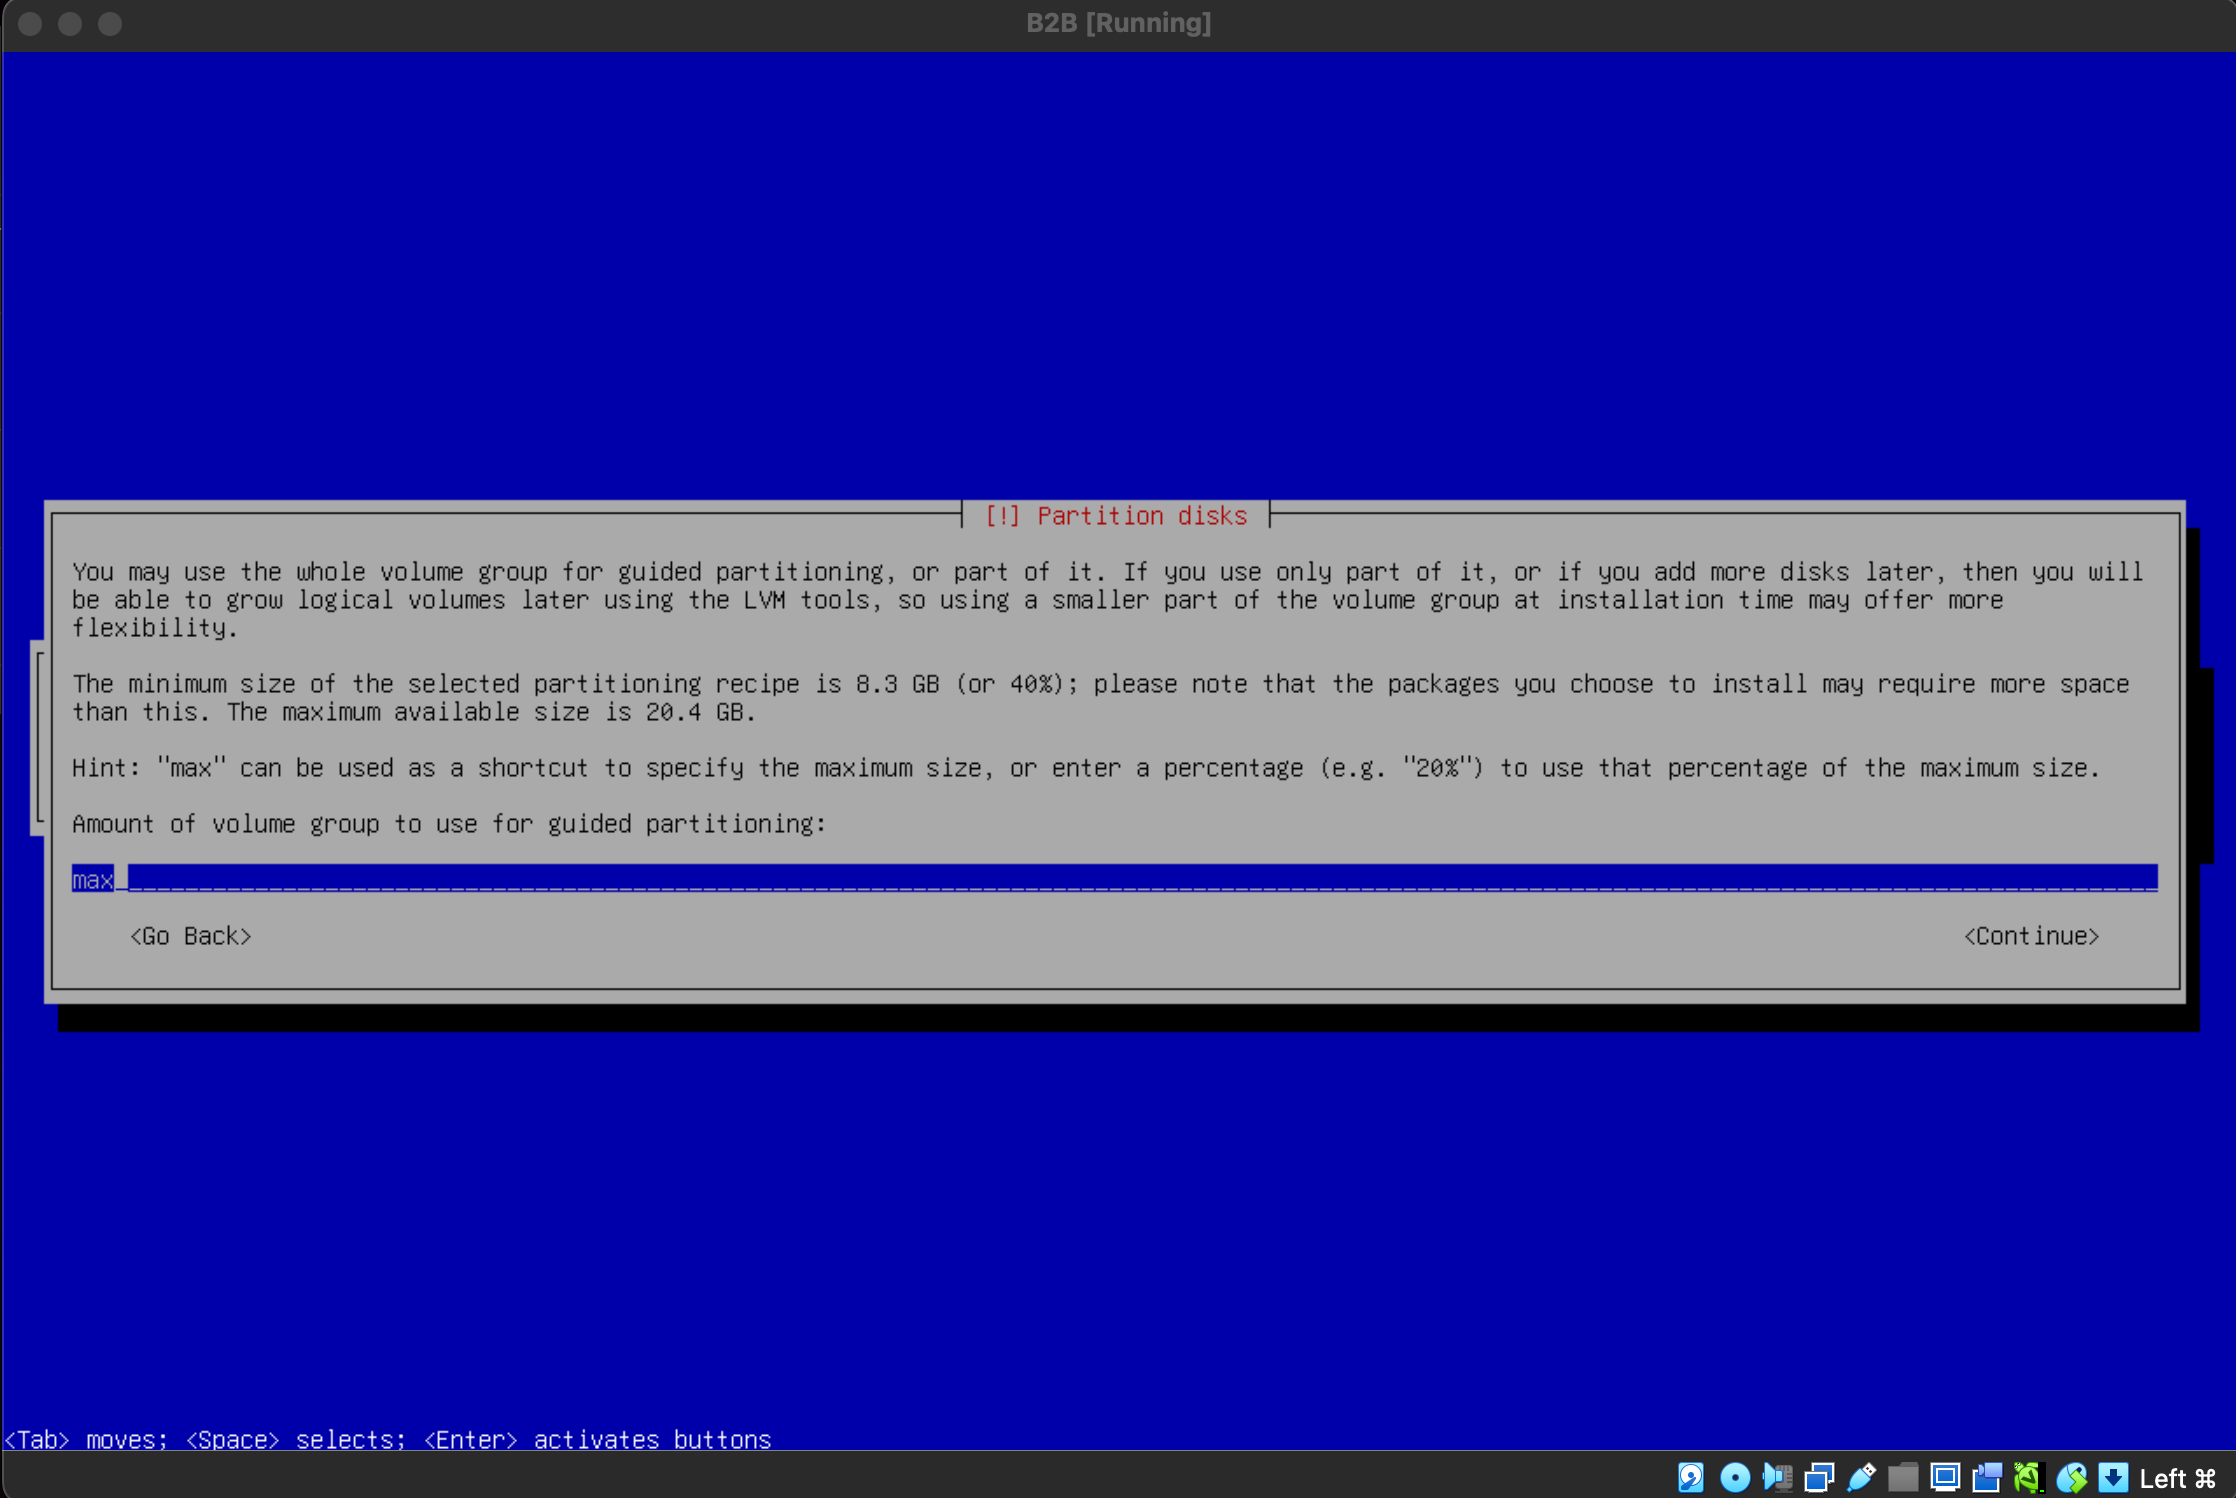 B2B [Running]
[!] Partition disks
You may use the whole volume group for guided partitioning, or part of it. If you use only part of it, or if you add more disks later, then you will
be able to grow logical volumes later using the LVM tools, so using a smaller part of the volume group at installation time may offer more
flexibility.
The minimum size of the selected partitioning recipe is 8.3 GB (or 40%); please note that the packages you choose to install may require more space
than this. The maximum available size is 20.4 GB.
Hint: "max" can be used as a shortcut to specify the maximum size, or enter a percentage (e.g. "20%") to use that percentage of the maximum size.
Amount of volume group to use for guided partitioning:
max
<Go Back> <Continue>
<Tab> moves; <Space> selects; <Enter> activates buttons
Left ⌘